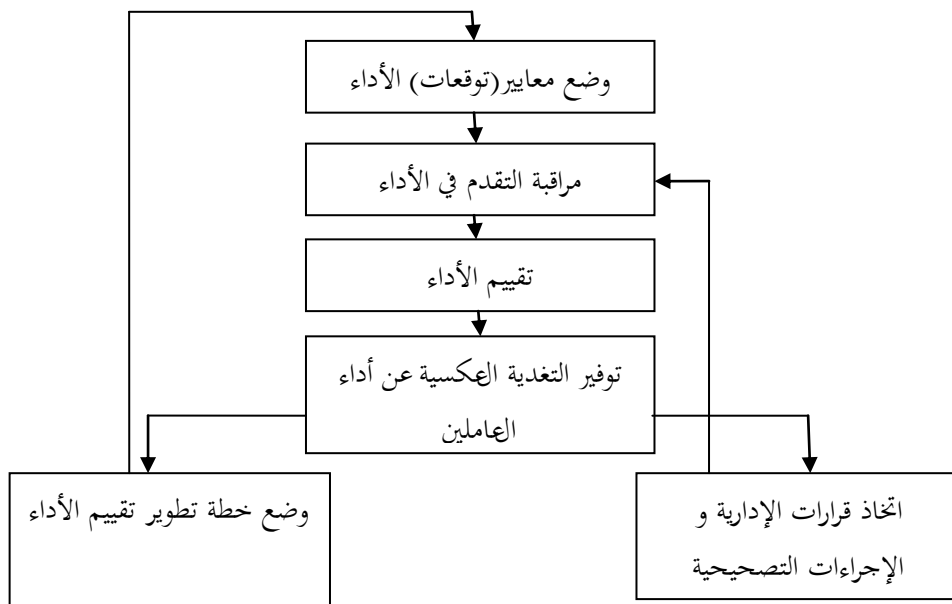 وضع معايير(توقعات) الأداء
مراقبة التقدم في الأداء
تقييم الأداء
توفير التغدية العكسية عن أداء
العاملين
اتخاذ قرارات الإدارية و
الإجراءات التصحيحية
وضع خطة تطوير تقييم الأداء